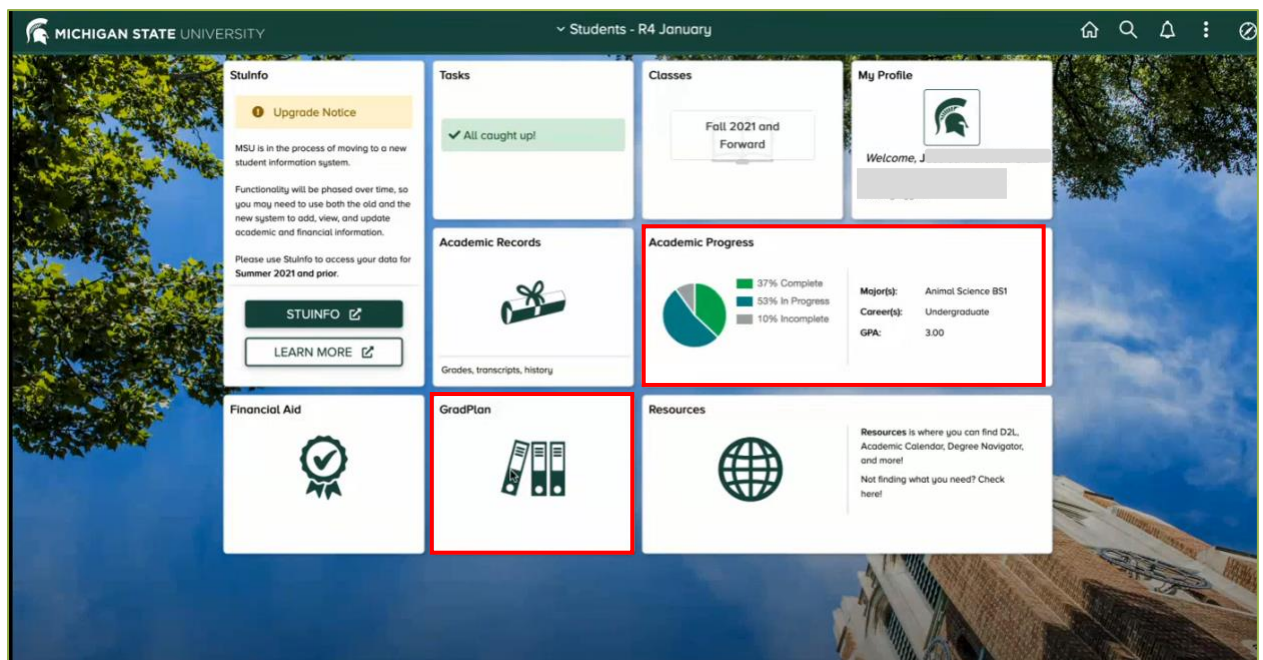 MICHIGAN STATE UNIVERSITY
Students - R4 January
StuInfo
Upgrade Notice
MSU is in the process of moving to a new
student information system.
Functionality will be phased over time, so
you may need to use both the old and the
new system to add, view, and update
academic and financial information.
Please use StuInfo to access your data for
Summer 2021 and prior.
STUINFO
LEARN MORE
Tasks
All caught up!
Classes
Fall 2021 and
Forward
My Profile
Welcome, J
Academic Records
Grades, transcripts, history
Academic Progress
37% Complete
53% In Progress
10% Incomplete
Major(s): Animal Science BS1
Career(s): Undergraduate
GPA: 3.00
Financial Aid
GradPlan
Resources
Resources is where you can find D2L,
Academic Calendar, Degree Navigator,
and more!
Not finding what you need? Check
here!